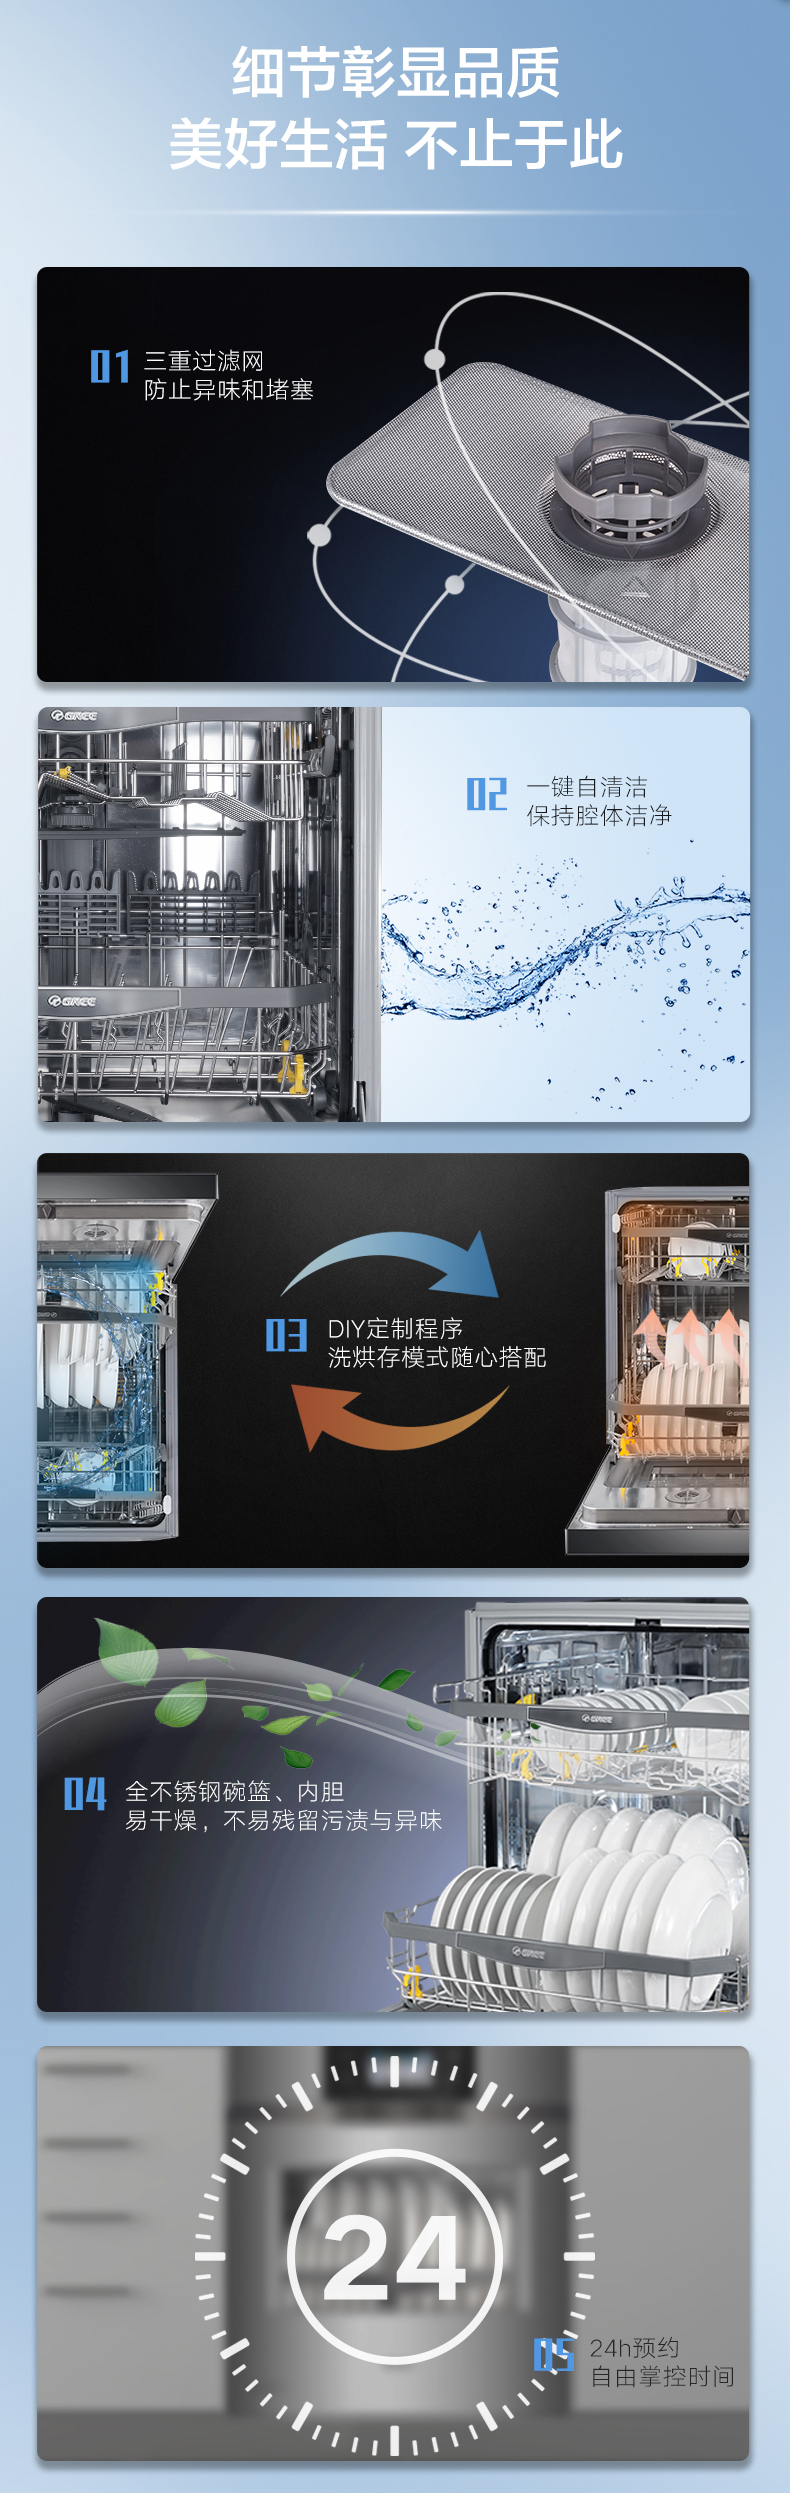 细节彰显品质
美好生活 不止于此
01 三重过滤网
防止异味和堵塞
GREE
02 一键自清洁
保持腔体洁净
GREE
03 DIY定制程序
洗烘存模式随心搭配
GREE
04 全不锈钢碗篮、内胆
易干燥，不易残留污渍与异味
GREE
24
05 24h预约
自由掌控时间